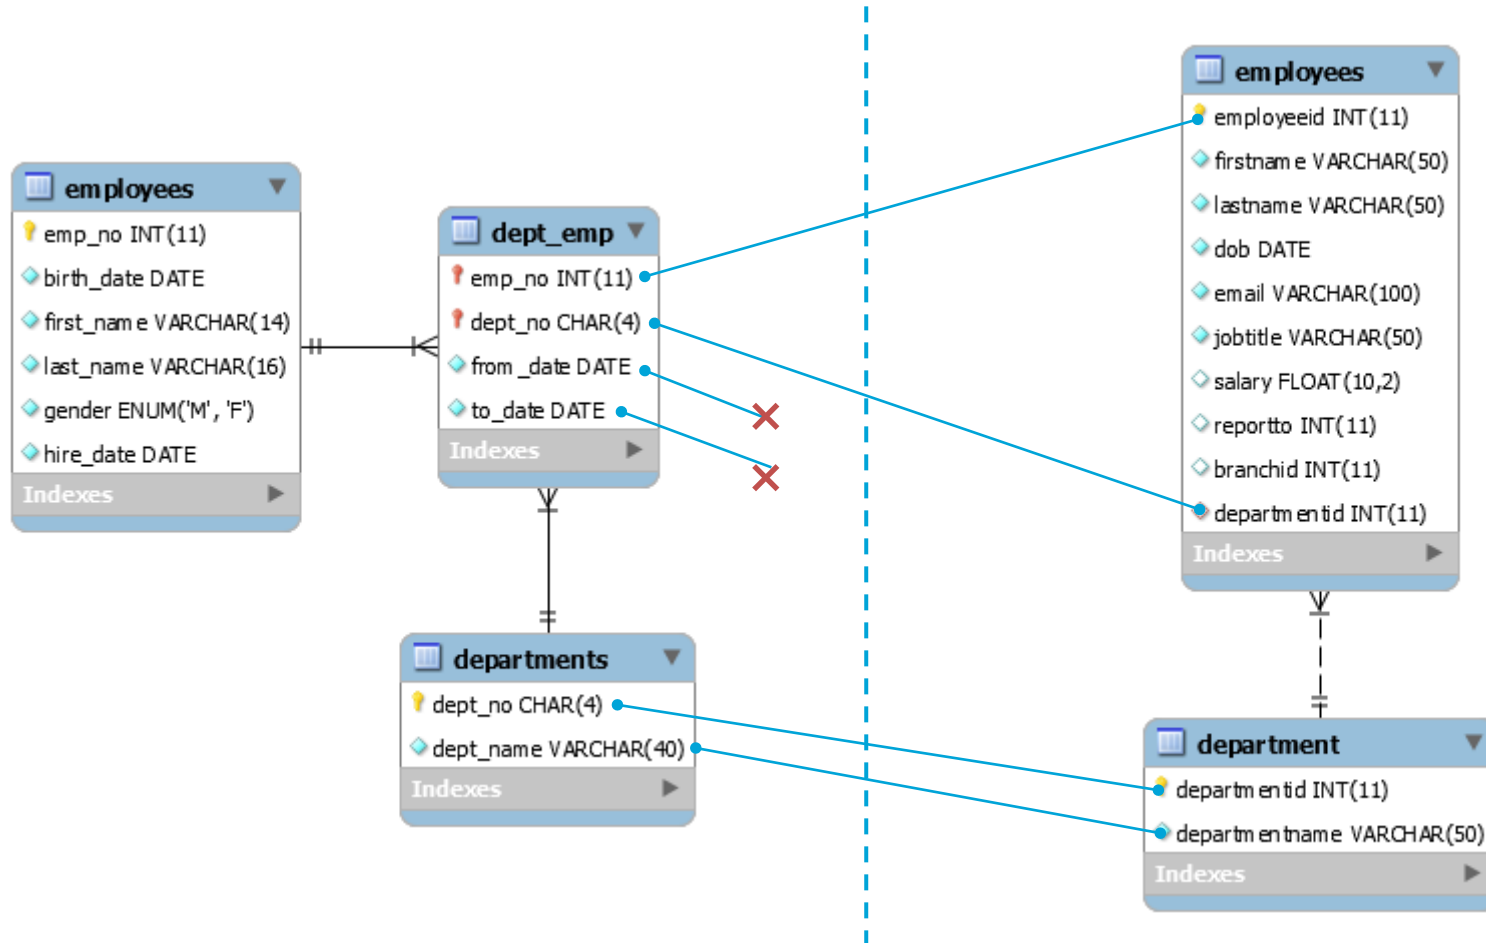 employees
emp_no INT(11)
birth_date DATE
first_name VARCHAR(14)
last_name VARCHAR(16)
gender ENUM('M', 'F')
hire_date DATE
Indexes
dept_emp
emp_no INT(11)
dept_no CHAR(4)
from_date DATE
to_date DATE
Indexes
departments
dept_no CHAR(4)
dept_name VARCHAR(40)
Indexes
employees
employeeid INT(11)
firstname VARCHAR(50)
lastname VARCHAR(50)
dob DATE
email VARCHAR(100)
jobtitle VARCHAR(50)
salary FLOAT(10,2)
reportto INT(11)
branchid INT(11)
departmentid INT(11)
Indexes
department
departmentid INT(11)
departmentname VARCHAR(50)
Indexes